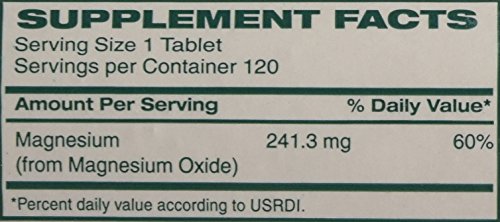 SUPPLEMENT FACTS
Serving Size 1 Tablet
Servings per Container 120
Amount Per Serving % Daily Value*
Magnesium 241.3 mg 60%
(from Magnesium Oxide)
*Percent daily value according to USRDI.